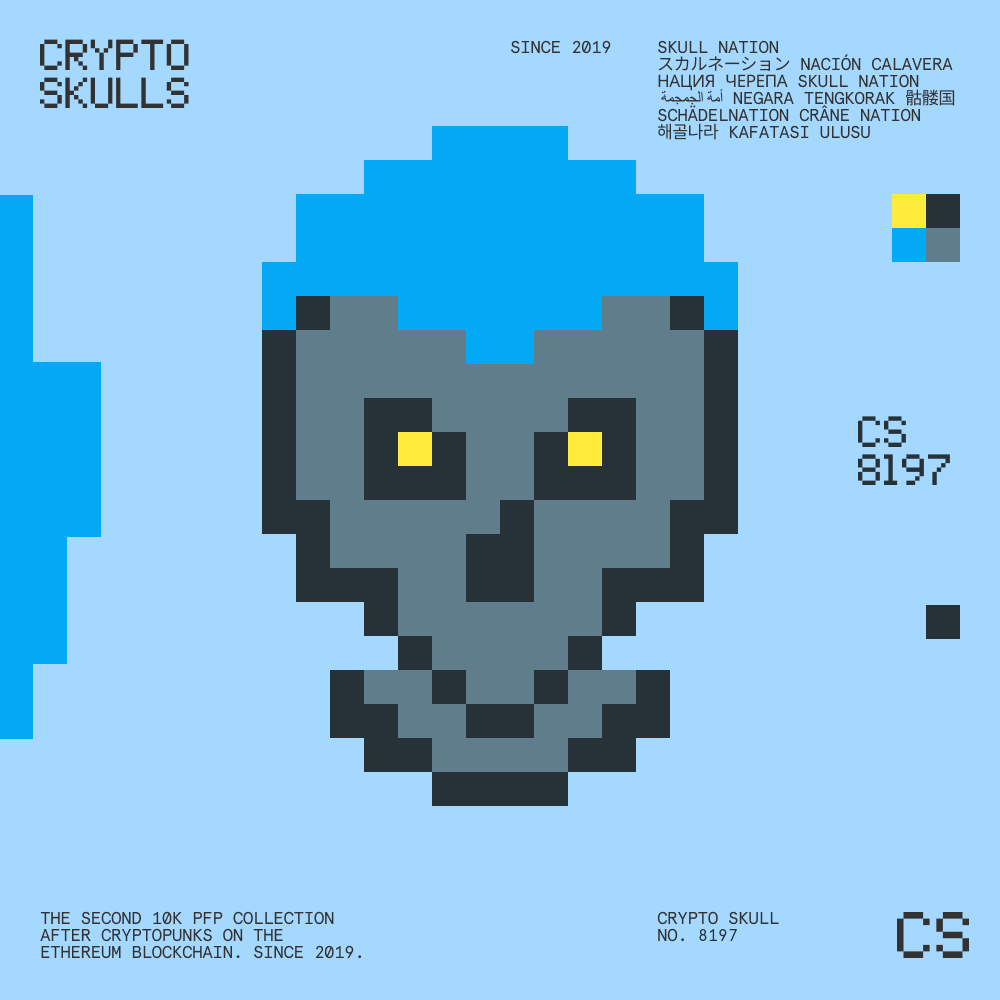 CRYPTO
SKULLS
SINCE 2019
SKULL NATION
スカルネーション NACIÓN CALAVERA
НАЦИЯ ЧЕРЕПА SKULL NATION
أمة الجمجمة NEGARA TENGKORAK 骷髅国
SCHÄDELNATION CRÂNE NATION
해골나라 KAFATASI ULUSU
CS
8197
THE SECOND 10K PFP COLLECTION
AFTER CRYPTOPUNKS ON THE
ETHEREUM BLOCKCHAIN. SINCE 2019.
CRYPTO SKULL
NO. 8197
CS